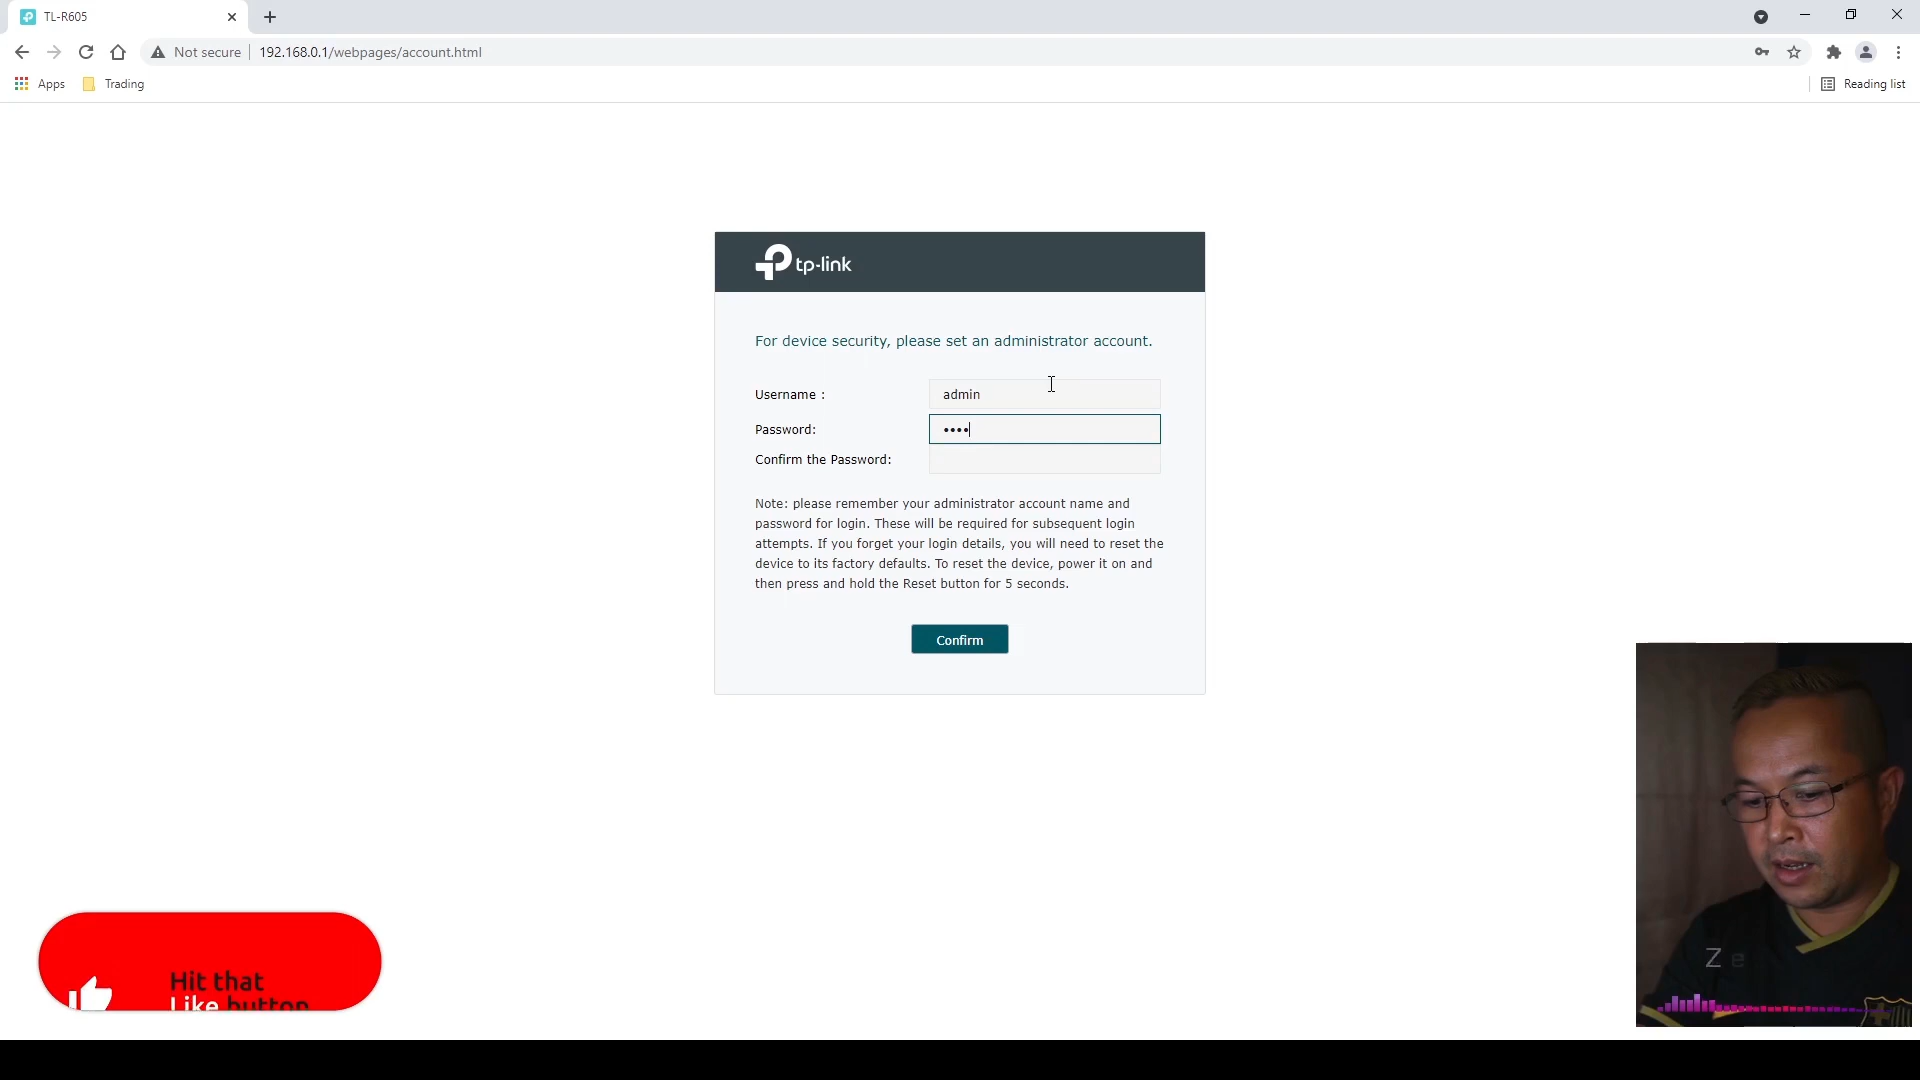 TL-R605
Not secure
192.168.0.1/webpages/account.html
Apps
Trading
Reading list
tp-link
For device security, please set an administrator account.
Username :
admin
Password:
••••
Confirm the Password:
Note: please remember your administrator account name and
password for login. These will be required for subsequent login
attempts. If you forget your login details, you will need to reset the
device to its factory defaults. To reset the device, power it on and
then press and hold the Reset button for 5 seconds.
Confirm
Z e
Hit that
Like button